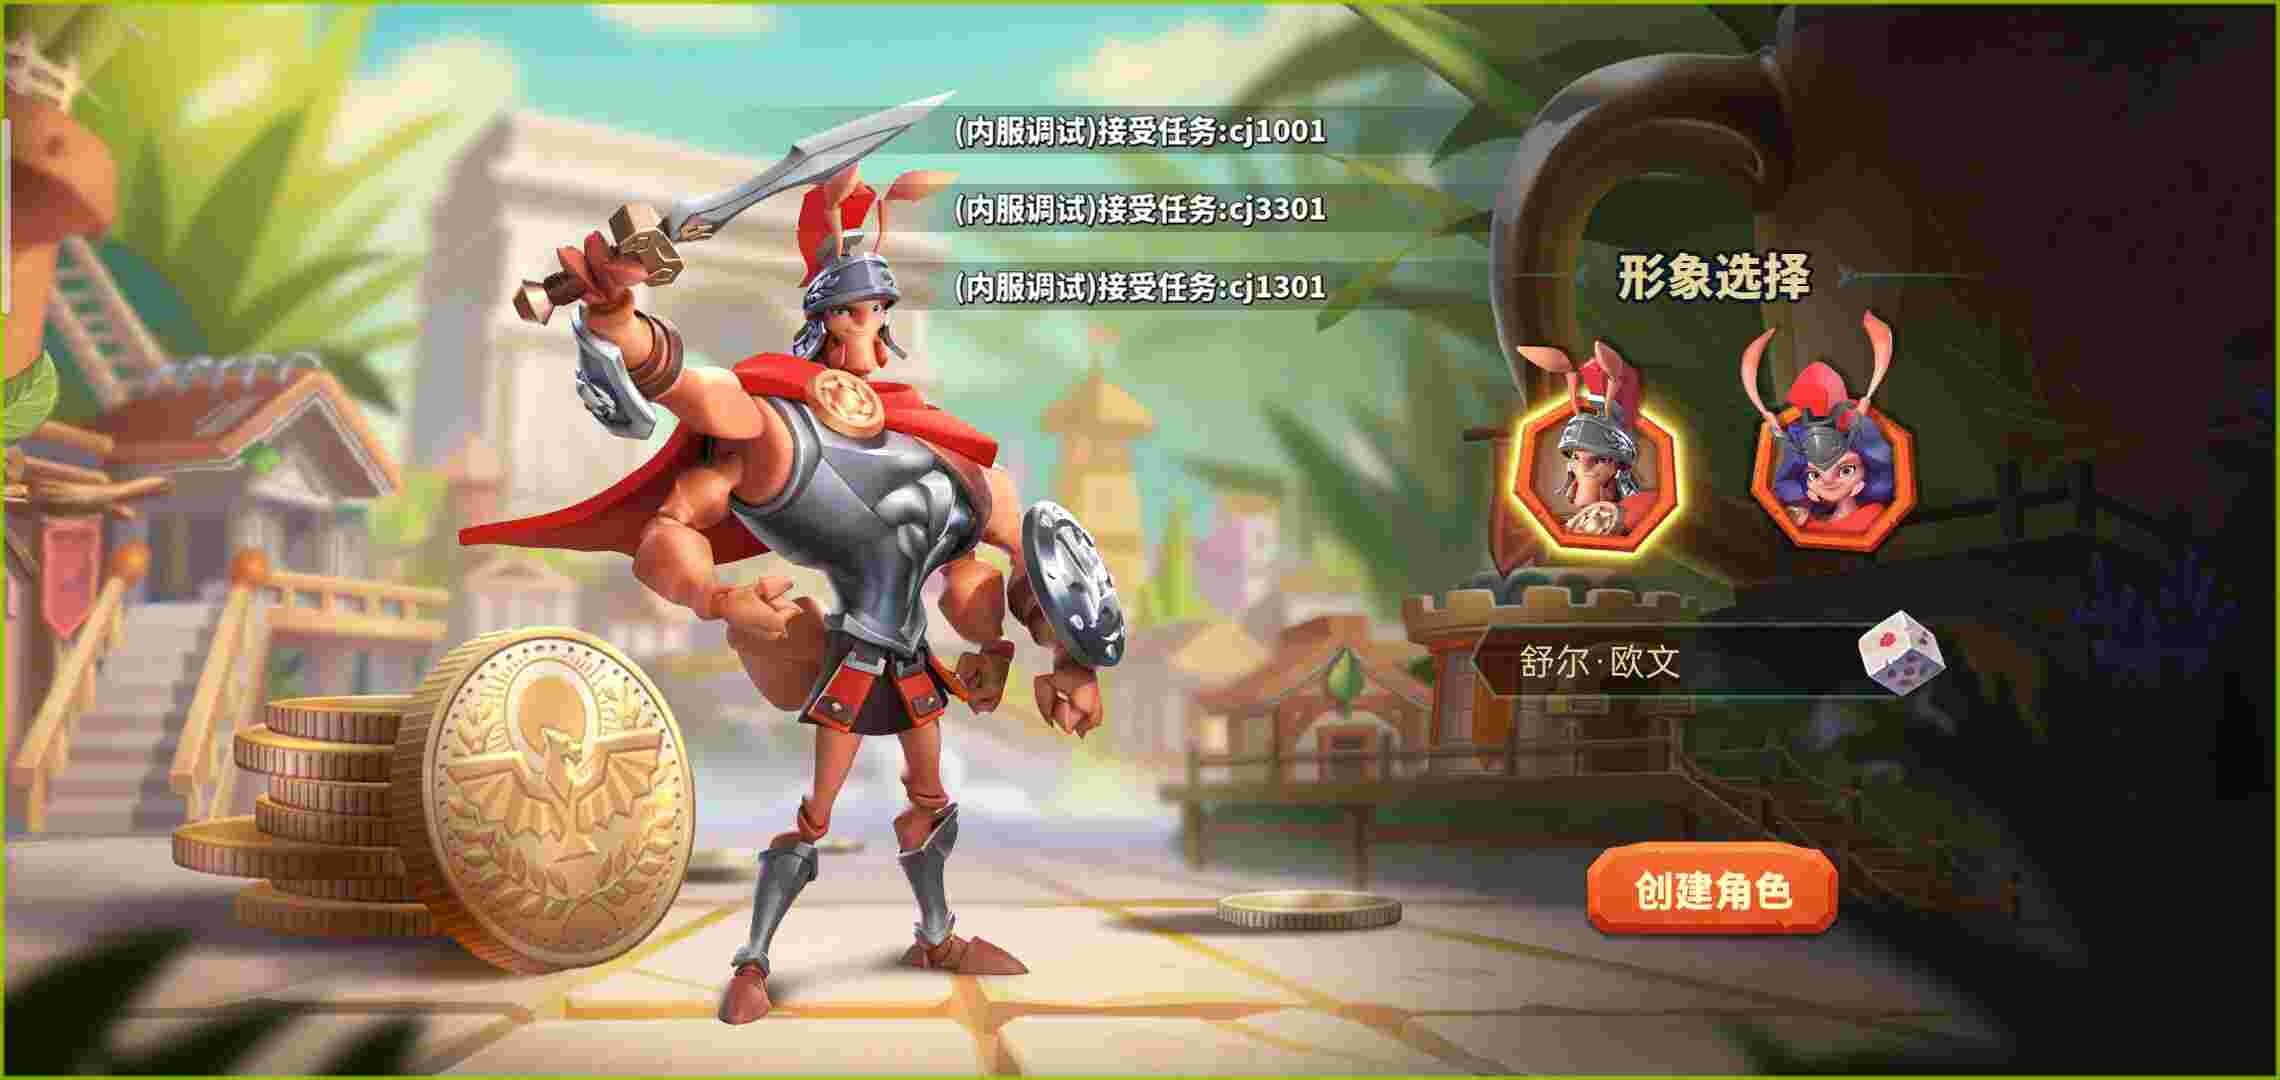 (内服调试)接受任务:cj1001
(内服调试)接受任务:cj3301
(内服调试)接受任务:cj1301
形象选择
舒尔·欧文
创建角色